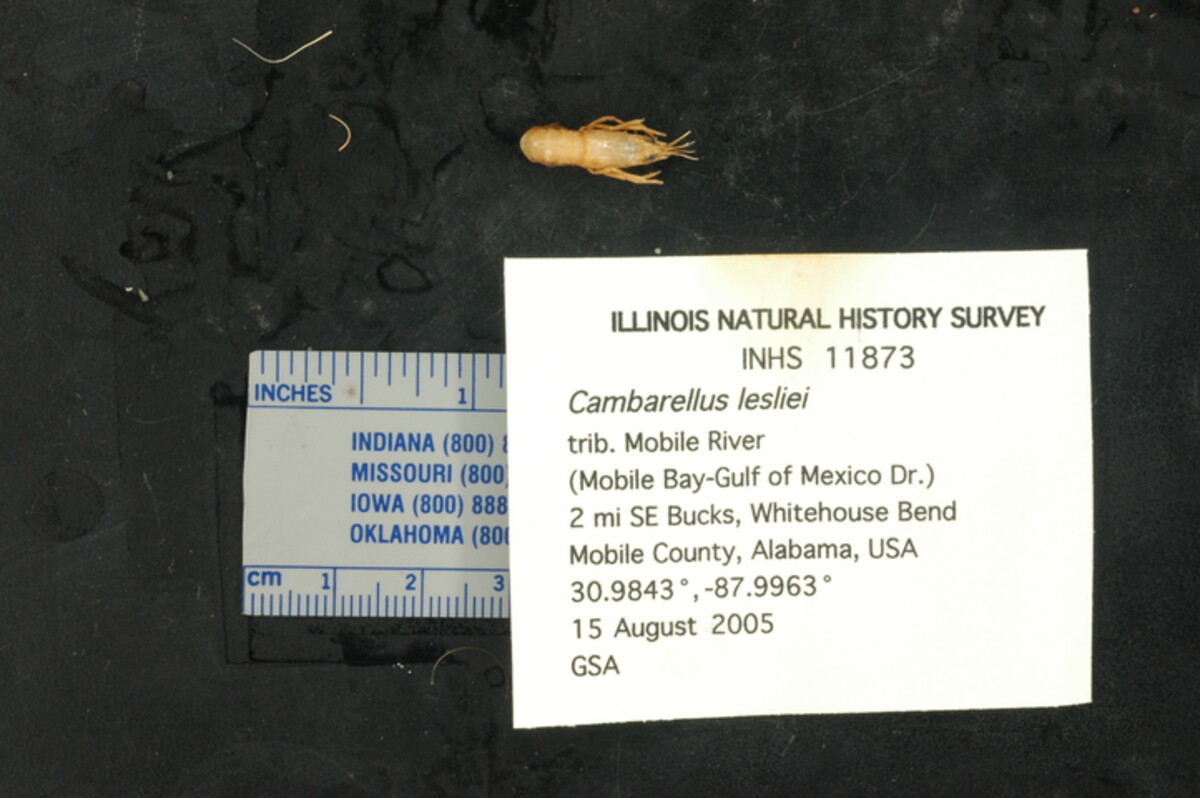 ILLINOIS NATURAL HISTORY SURVEY
INHS 11873
Cambarellus lesliei
trib. Mobile River
(Mobile Bay-Gulf of Mexico Dr.)
2 mi SE Bucks, Whitehouse Bend
Mobile County, Alabama, USA
30.9843°,-87.9963°
15 August 2005
GSA
INCHES 1
INDIANA (800)
MISSOURI (800)
IOWA (800) 888
OKLAHOMA
cm 1 2 3